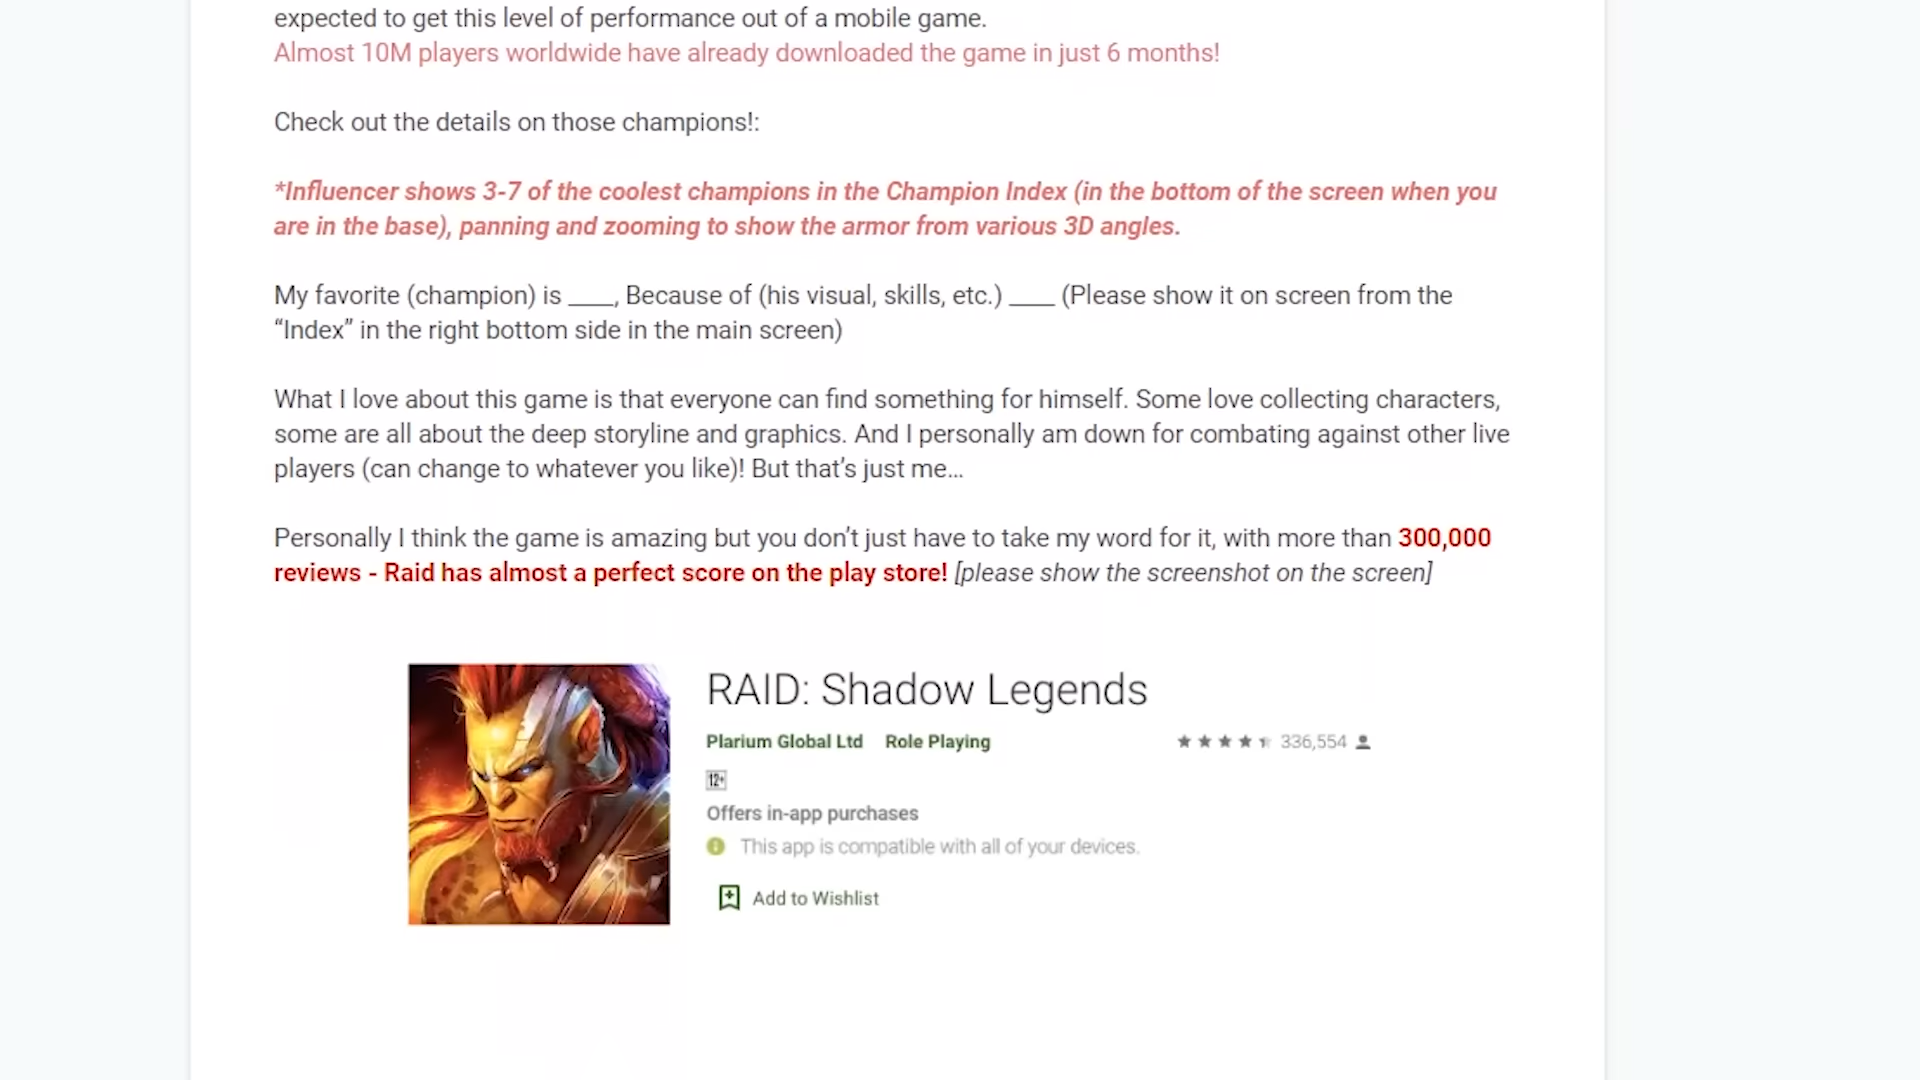 expected to get this level of performance out of a mobile game.
Almost 10M players worldwide have already downloaded the game in just 6 months!
Check out the details on those champions!:
*Influencer shows 3-7 of the coolest champions in the Champion Index (in the bottom of the screen when you
are in the base), panning and zooming to show the armor from various 3D angles.
My favorite (champion) is ____, Because of (his visual, skills, etc.) ____ (Please show it on screen from the
“Index” in the right bottom side in the main screen)
What I love about this game is that everyone can find something for himself. Some love collecting characters,
some are all about the deep storyline and graphics. And I personally am down for combating against other live
players (can change to whatever you like)! But that’s just me…
Personally I think the game is amazing but you don’t just have to take my word for it, with more than 300,000
reviews - Raid has almost a perfect score on the play store! [please show the screenshot on the screen]
RAID: Shadow Legends
Plarium Global Ltd Role Playing 336,554
12+
Offers in-app purchases
This app is compatible with all of your devices.
Add to Wishlist